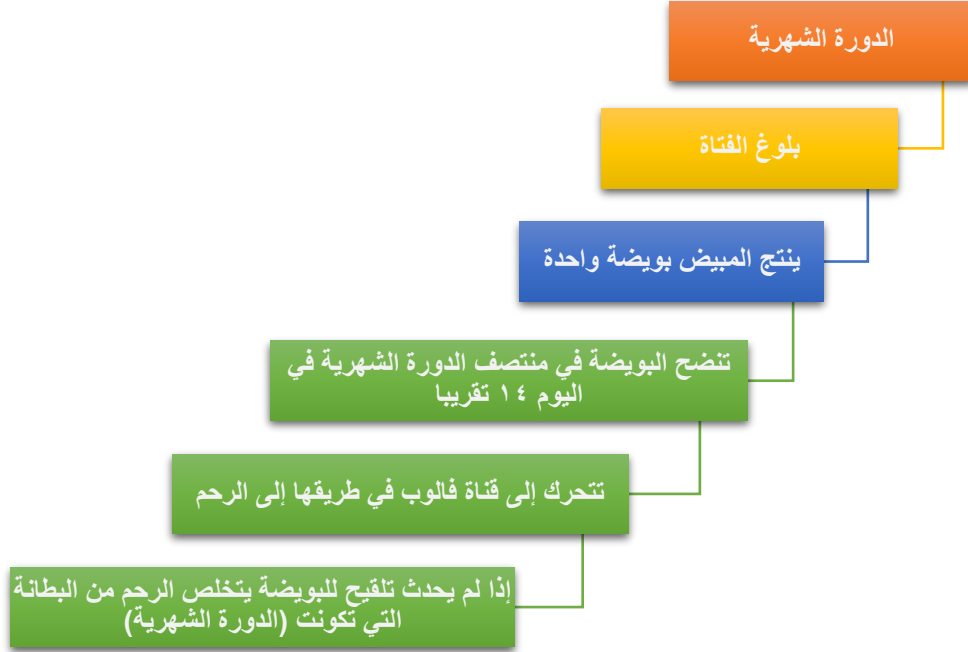 الدورة الشهرية
بلوغ الفتاة
ينتج المبيض بويضة واحدة
تنضح البويضة في منتصف الدورة الشهرية في
اليوم ١٤ تقريبا
تتحرك إلى قناة فالوب في طريقها إلى الرحم
إذا لم يحدث تلقيح للبويضة يتخلص الرحم من البطانة
التي تكونت (الدورة الشهرية)